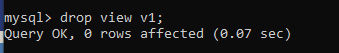 mysql> drop view v1;
Query OK, 0 rows affected (0.07 sec)